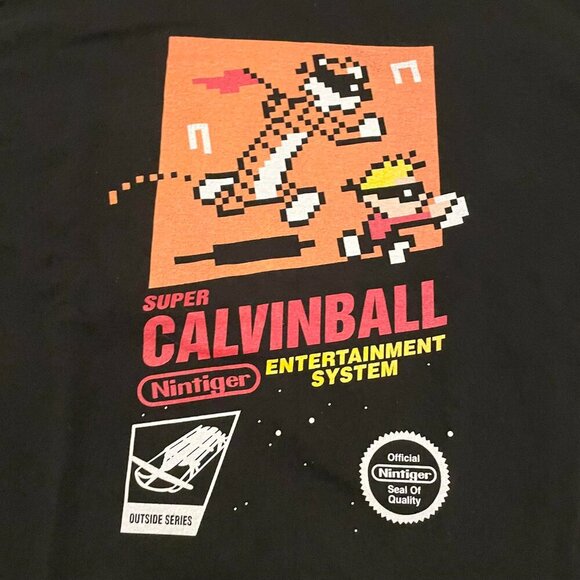 SUPER
CALVINBALL
Nintiger
ENTERTAINMENT
SYSTEM
OUTSIDE SERIES
Official
Nintiger
Seal Of
Quality